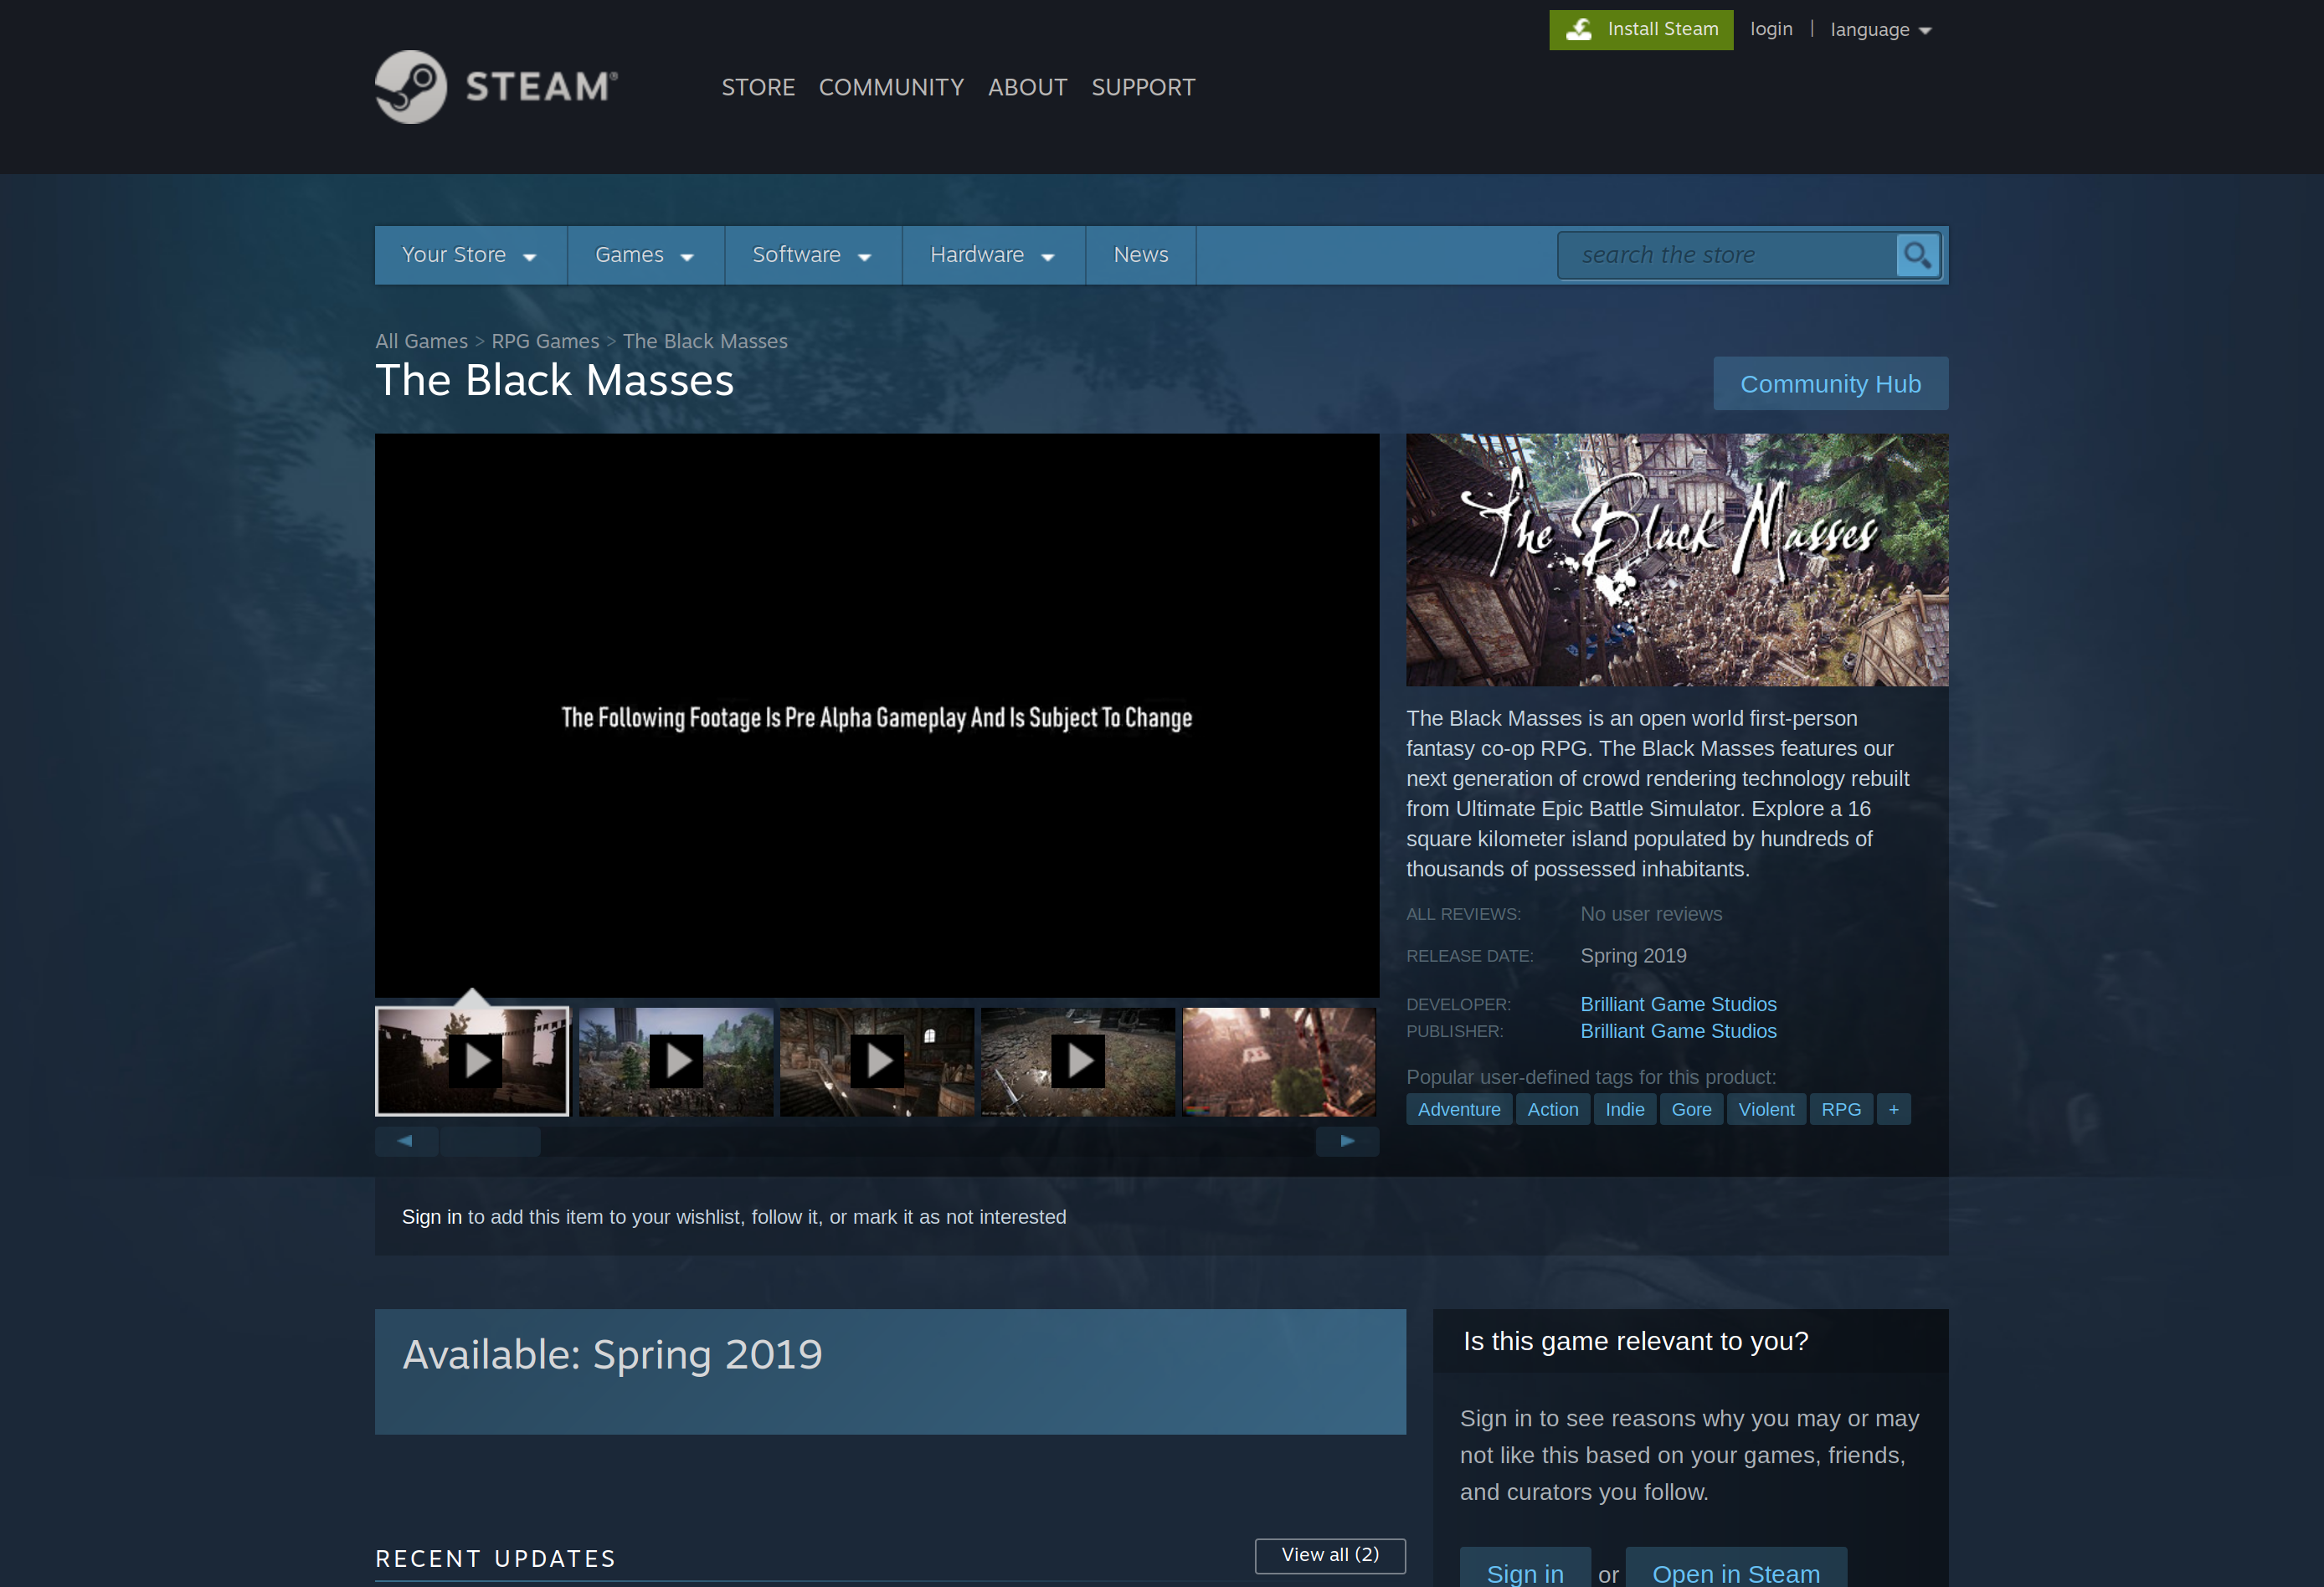 Install Steam
login | language
STEAM®
STORE COMMUNITY ABOUT SUPPORT
Your Store Games Software Hardware News
search the store
All Games > RPG Games > The Black Masses
The Black Masses
Community Hub
The Following Footage Is Pre Alpha Gameplay And Is Subject To Change
The Black Masses
The Black Masses is an open world first-person
fantasy co-op RPG. The Black Masses features our
next generation of crowd rendering technology rebuilt
from Ultimate Epic Battle Simulator. Explore a 16
square kilometer island populated by hundreds of
thousands of possessed inhabitants.
ALL REVIEWS: No user reviews
RELEASE DATE: Spring 2019
DEVELOPER: Brilliant Game Studios
PUBLISHER: Brilliant Game Studios
Popular user-defined tags for this product:
Adventure Action Indie Gore Violent RPG +
Sign in to add this item to your wishlist, follow it, or mark it as not interested
Available: Spring 2019
Is this game relevant to you?
Sign in to see reasons why you may or may
not like this based on your games, friends,
and curators you follow.
Sign in or Open in Steam
RECENT UPDATES
View all (2)